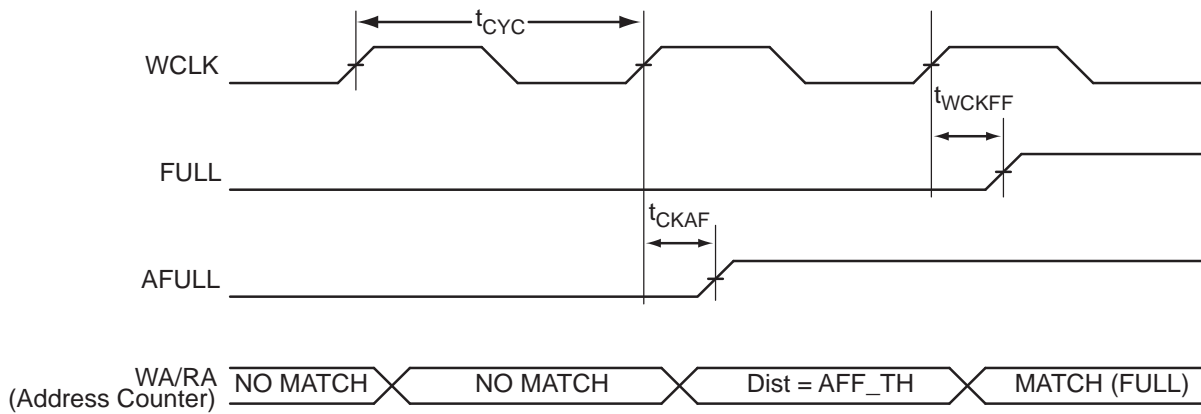 tCYC
WCLK
tWCKFF
FULL
tCKAF
AFULL
WA/RA
(Address Counter)
NO MATCH
NO MATCH
Dist = AFF_TH
MATCH (FULL)